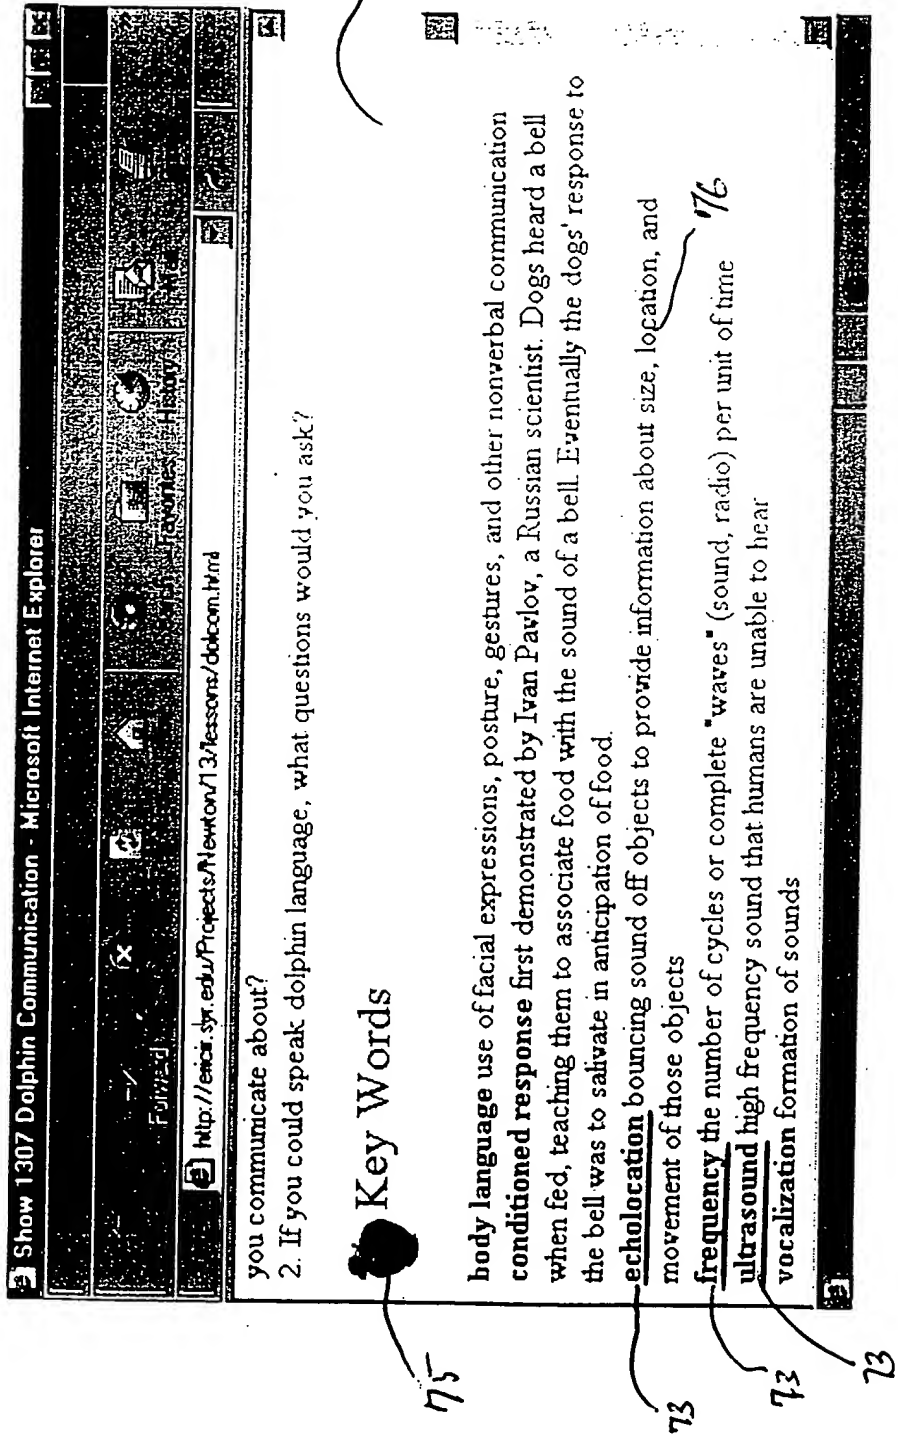 Show 1307 Dolphin Communication - Microsoft Internet Explorer
Forward
Favorites
History
http://ericir.syr.edu/Projects/Newton/13/lessons/dolcom.html
you communicate about?
2. If you could speak dolphin language, what questions would you ask?
Key Words
body language use of facial expressions, posture, gestures, and other nonverbal communication
conditioned response first demonstrated by Ivan Pavlov, a Russian scientist. Dogs heard a bell
when fed, teaching them to associate food with the sound of a bell. Eventually the dogs' response to
the bell was to salivate in anticipation of food.
echolocation bouncing sound off objects to provide information about size, location, and
movement of those objects
frequency the number of cycles or complete "waves" (sound, radio) per unit of time
ultrasound high frequency sound that humans are unable to hear
vocalization formation of sounds
75
73
73
73
76